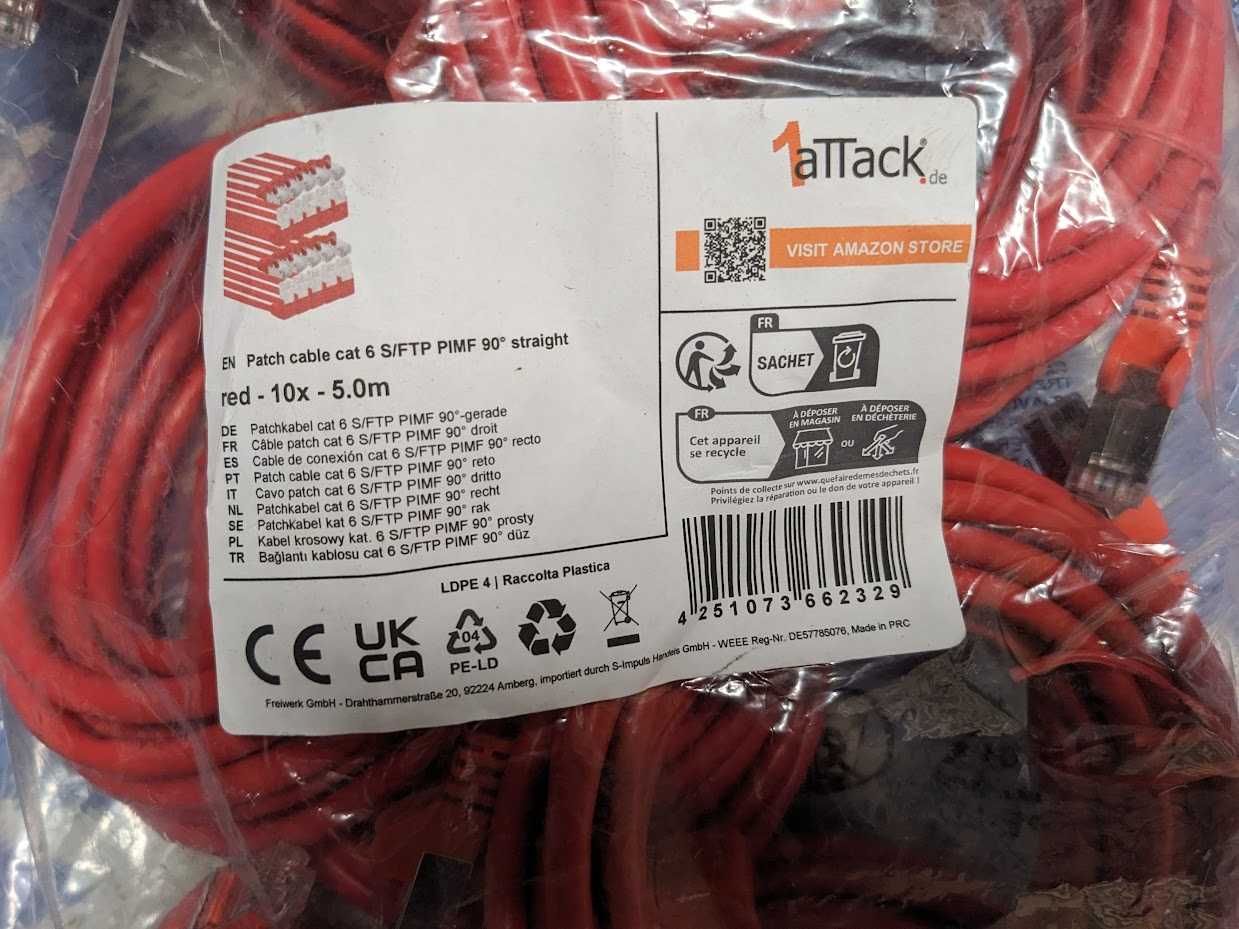 1aTTack.de
VISIT AMAZON STORE
EN Patch cable cat 6 S/FTP PIMF 90° straight
red - 10x - 5.0m
DE Patchkabel cat 6 S/FTP PIMF 90°-gerade
FR Câble patch cat 6 S/FTP PIMF 90° droit
ES Cable de conexión cat 6 S/FTP PIMF 90° recto
PT Patch cable cat 6 S/FTP PIMF 90° reto
IT Cavo patch cat 6 S/FTP PIMF 90° dritto
NL Patchkabel cat 6 S/FTP PIMF 90° recht
SE Patchkabel kat 6 S/FTP PIMF 90° rak
PL Kabel krosowy kat. 6 S/FTP PIMF 90° prosty
TR Bağlantı kablosu cat 6 S/FTP PIMF 90° düz
FR
SACHET
FR
Cet appareil
se recycle
À DÉPOSER
EN MAGASIN
OU
À DÉPOSER
EN DÉCHÈTERIE
Points de collecte sur www.quefairedemesdechets.fr
Privilégiez la réparation ou le don de votre appareil !
4 251073 662329
LDPE 4 | Raccolta Plastica
CE
UK
CA
04
PE-LD
Freiwerk GmbH - Drahthammerstraße 20, 92224 Amberg, importiert durch S-Impuls Handels GmbH - WEEE Reg-Nr. DE57785076, Made in PRC